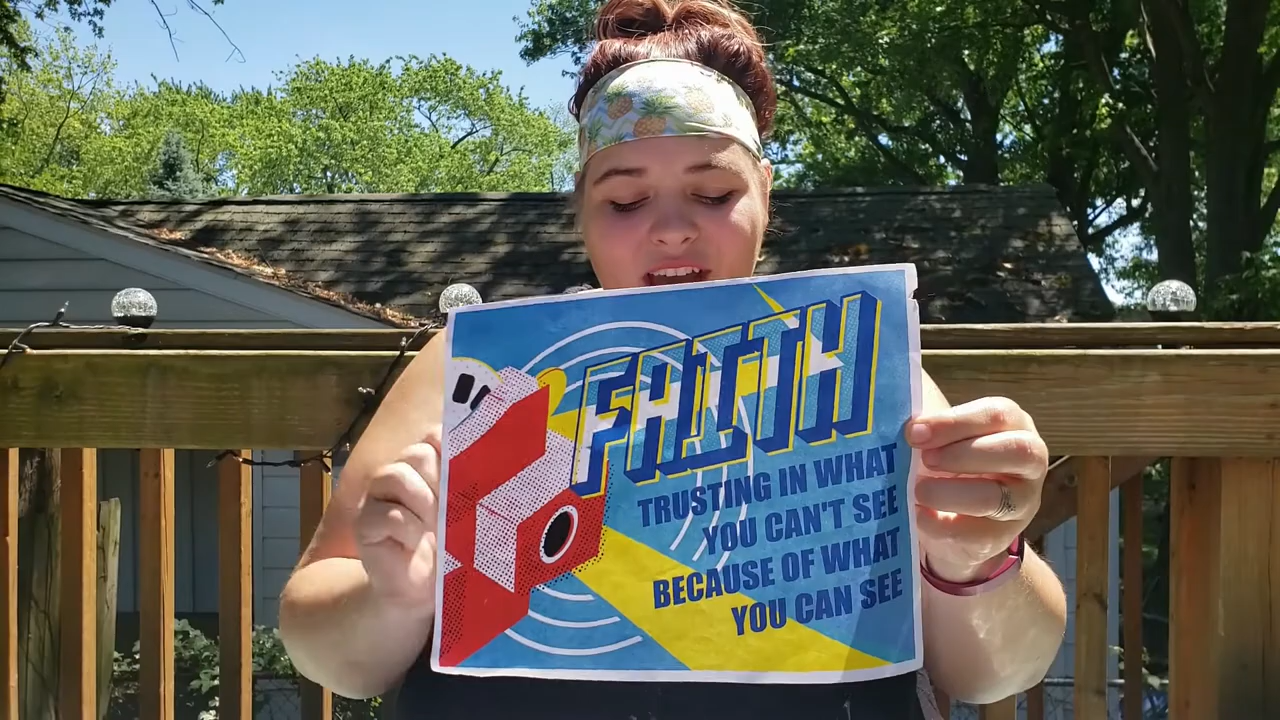 FAITH
TRUSTING IN WHAT
YOU CAN'T SEE
BECAUSE OF WHAT
YOU CAN SEE